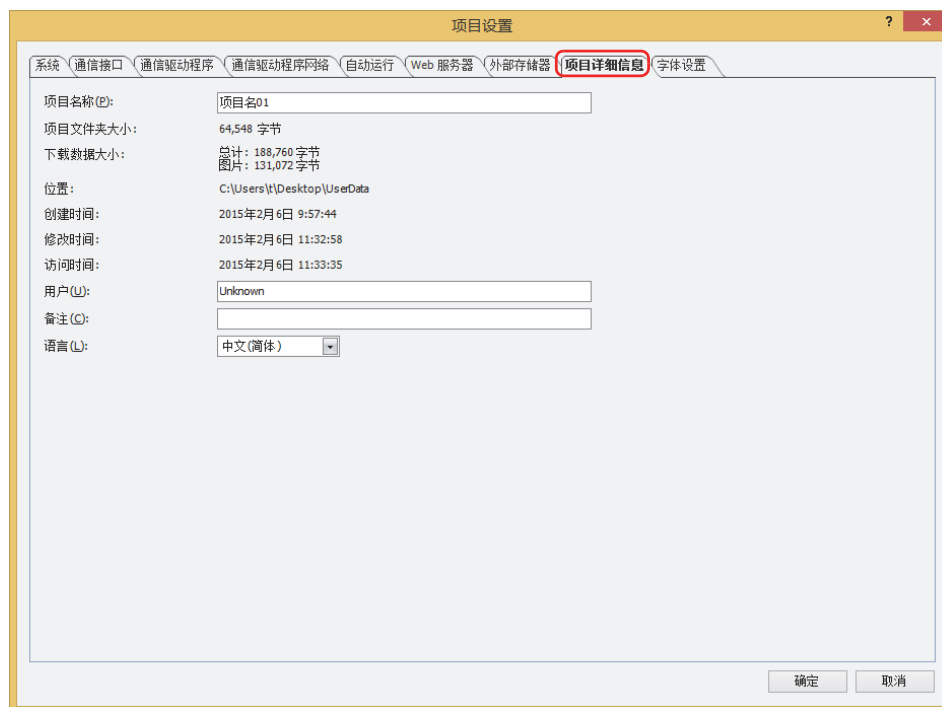 项目设置
?
系统 通信接口 通信驱动程序 通信驱动程序网络 自动运行 Web 服务器 外部存储器 项目详细信息 字体设置
项目名称(P): 项目名01
项目文件夹大小: 64,548 字节
下载数据大小: 总计: 188,760 字节
图片: 131,072 字节
位置: C:\Users\t\Desktop\UserData
创建时间: 2015年2月6日 9:57:44
修改时间: 2015年2月6日 11:32:58
访问时间: 2015年2月6日 11:33:35
用户(U): Unknown
备注(C):
语言(L): 中文(简体)
确定 取消